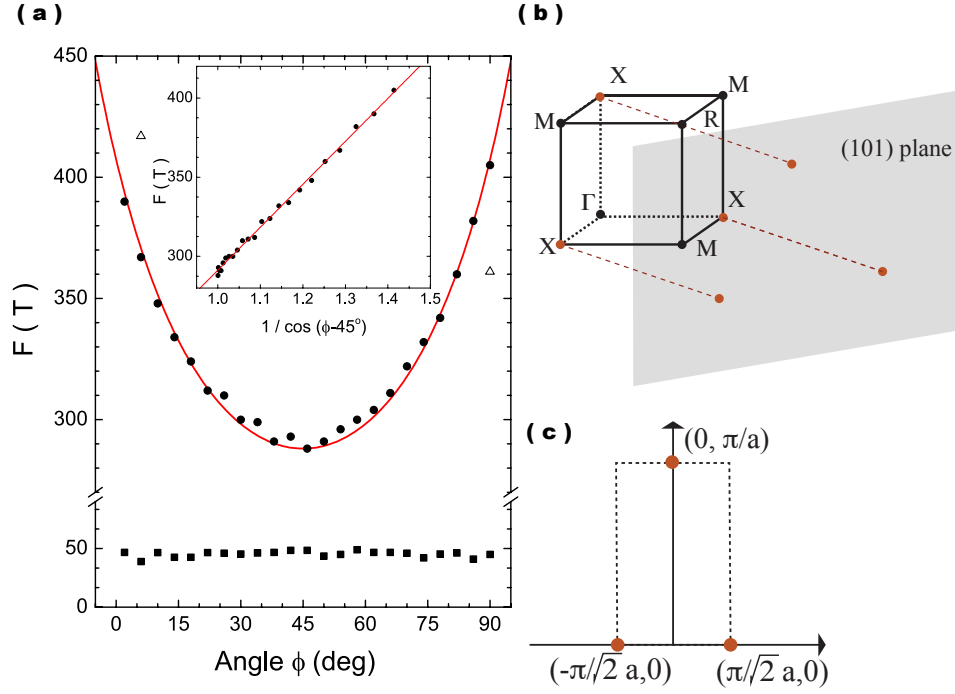 ( a )
450
400
350
300
50
0
F ( T )
0
15
30
45
60
75
90
Angle ϕ (deg)
400
350
300
F ( T )
1.0
1.1
1.2
1.3
1.4
1.5
1 / cos (ϕ-45°)
( b )
X
M
M
R
(101) plane
Γ
X
X
M
( c )
(0, π/a)
(-π/√2 a,0)
(π/√2 a,0)